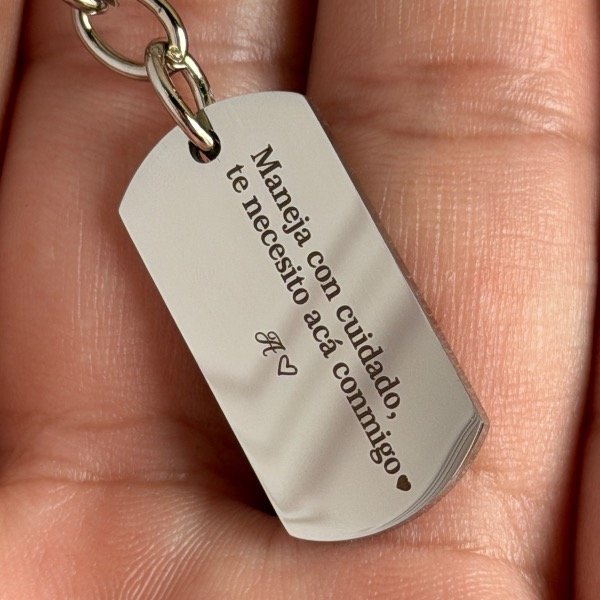 Maneja con cuidado,
te necesito acá conmigo♥
A♡